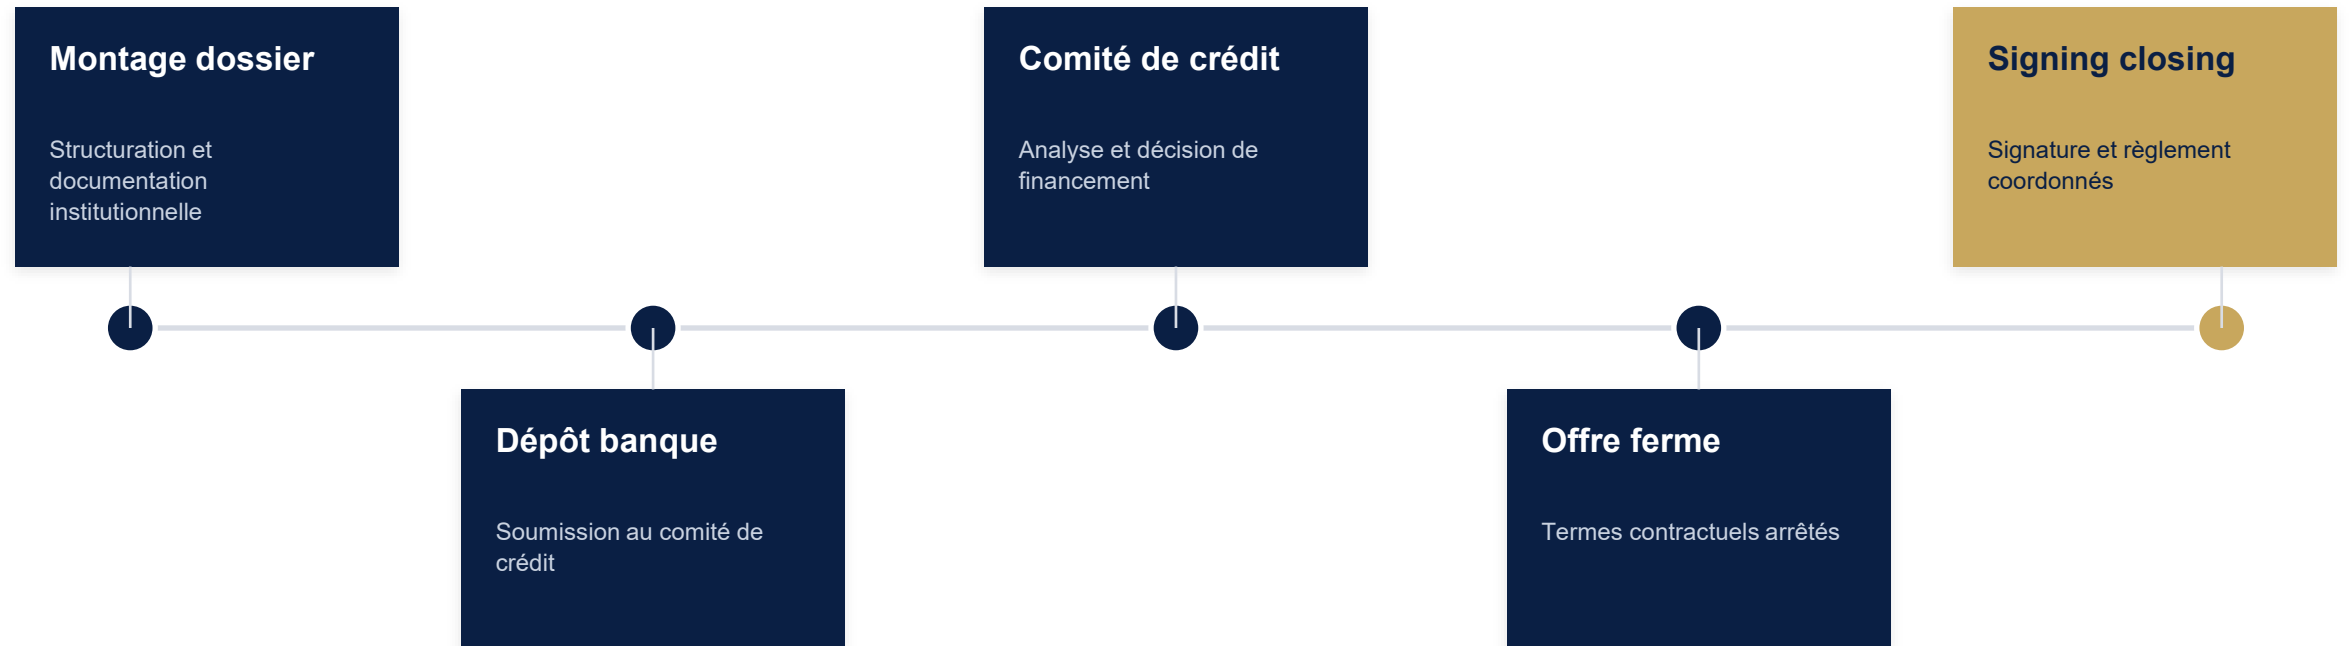 Montage dossier
Structuration et
documentation
institutionnelle
Dépôt banque
Soumission au comité de
crédit
Comité de crédit
Analyse et décision de
financement
Offre ferme
Termes contractuels arrêtés
Signing closing
Signature et règlement
coordonnés